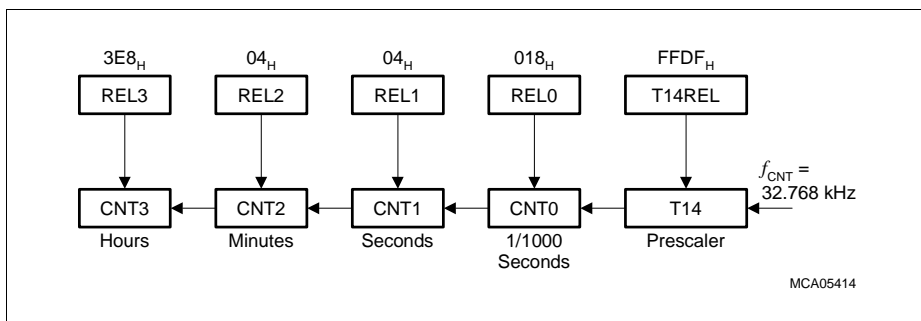 3E8H 04H 04H 018H FFDFH
REL3 REL2 REL1 REL0 T14REL
fCNT =
32.768 kHz
CNT3 CNT2 CNT1 CNT0 T14
Hours Minutes Seconds 1/1000 Prescaler
Seconds
MCA05414